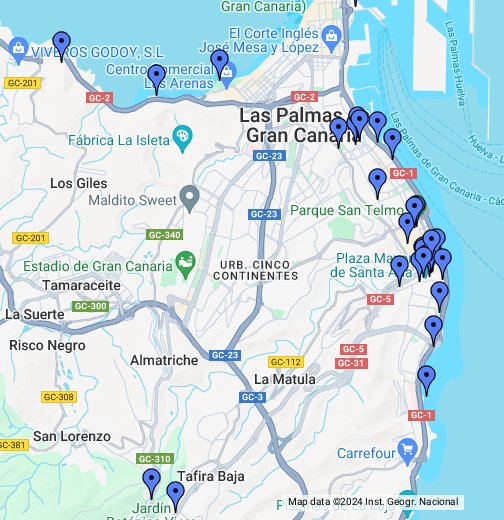 Gran Canaria)
El Corte Inglés
José Mesa y López
VIVEROS GODOY, S.L
GC-201
Centro Comercial
Las Arenas
GC-2
GC-2
Las Palmas-Huelva
Huelva - L
Las Palmas
Gran Canaria
Las Palmas de Gran Canaria - Cá
Fábrica La Isleta
GC-23
GC-1
Los Giles
Maldito Sweet
GC-23
Parque San Telmo
GC-340
GC-201
Plaza Ma
de Santa A
Estadio de Gran Canaria
URB. CINCO
CONTINENTES
Tamaraceite
GC-300
GC-5
La Suerte
Risco Negro
Almatriche
GC-23
GC-5
GC-112
GC-31
La Matula
GC-308
GC-3
GC-1
San Lorenzo
GC-381
GC-310
Carrefour
Tafira Baja
Jardín
Map data ©2024 Inst. Geogr. Nacional